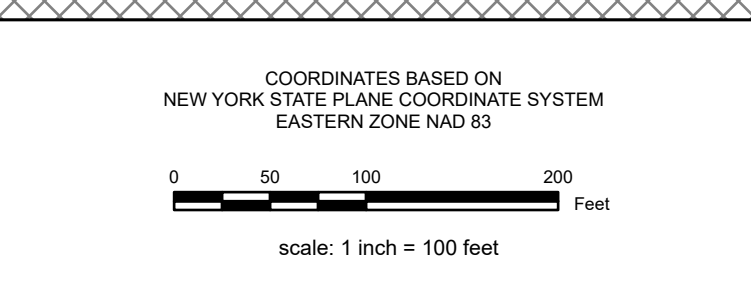 COORDINATES BASED ON
NEW YORK STATE PLANE COORDINATE SYSTEM
EASTERN ZONE NAD 83
0 50 100 200
Feet
scale: 1 inch = 100 feet